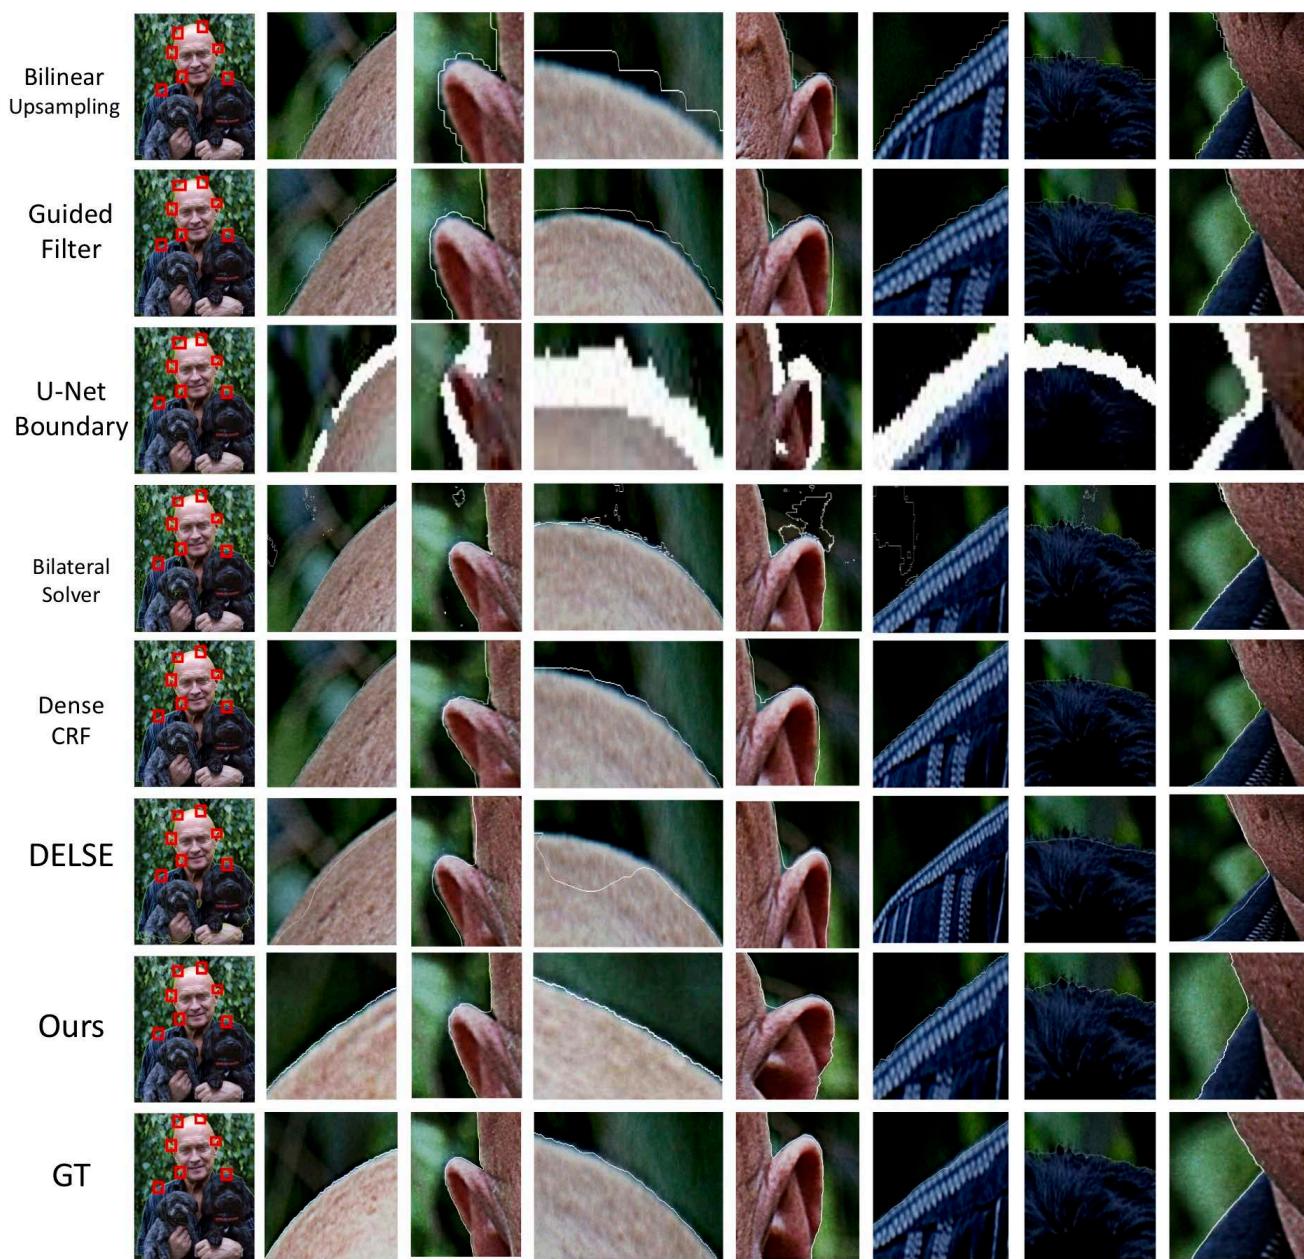 Bilinear
Upsampling
Guided
Filter
U-Net
Boundary
Bilateral
Solver
Dense
CRF
DELSE
Ours
GT